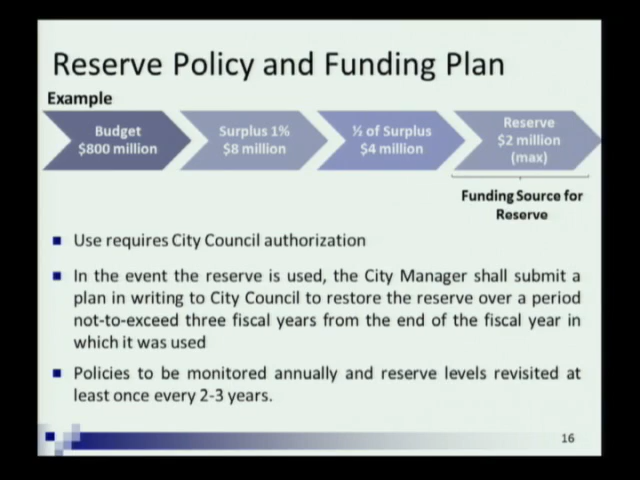 Reserve Policy and Funding Plan
Example
Budget
$800 million
Surplus 1%
$8 million
½ of Surplus
$4 million
Reserve
$2 million
(max)
Funding Source for
Reserve
Use requires City Council authorization
In the event the reserve is used, the City Manager shall submit a
plan in writing to City Council to restore the reserve over a period
not-to-exceed three fiscal years from the end of the fiscal year in
which it was used
Policies to be monitored annually and reserve levels revisited at
least once every 2-3 years.
16